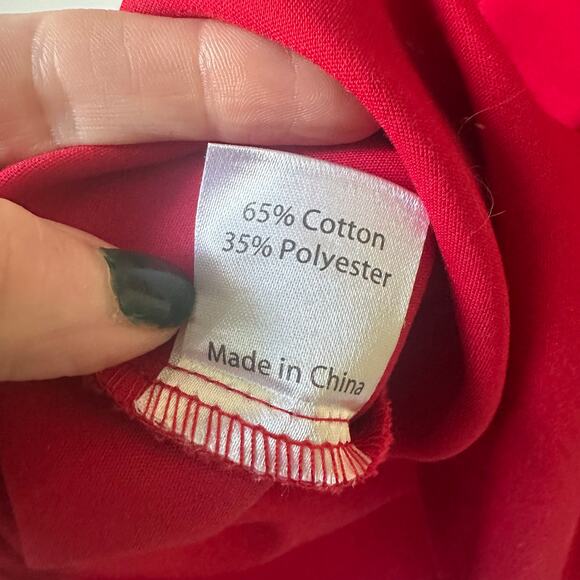 65% Cotton
35% Polyester
Made in China